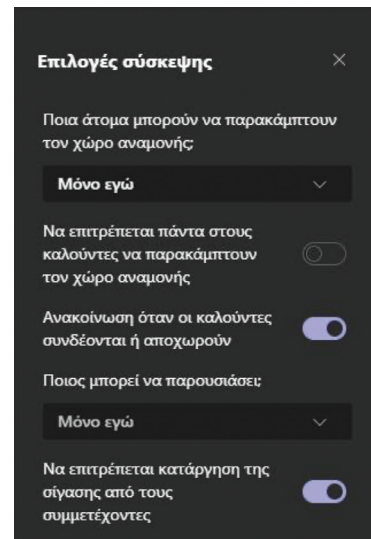 Επιλογές σύσκεψης
Ποια άτομα μπορούν να παρακάμπτουν
τον χώρο αναμονής;
Μόνο εγώ
Να επιτρέπεται πάντα στους
καλούντες να παρακάμπτουν
τον χώρο αναμονής
Ανακοίνωση όταν οι καλούντες
συνδέονται ή αποχωρούν
Ποιος μπορεί να παρουσιάσει;
Μόνο εγώ
Να επιτρέπεται κατάργηση της
σίγασης από τους
συμμετέχοντες